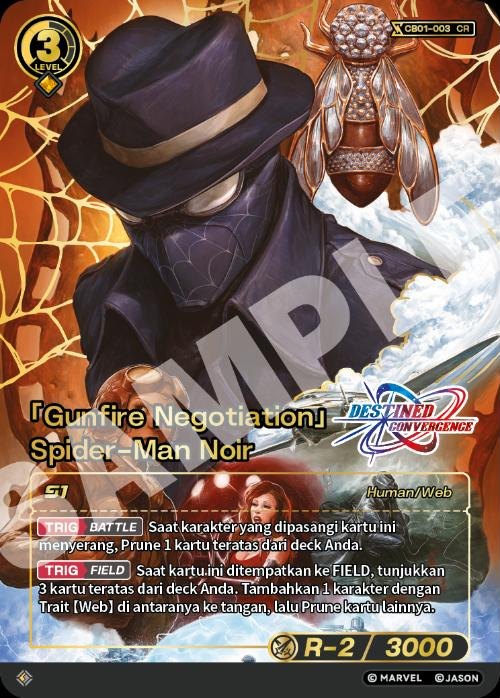 3
LEVEL
CB01-003 CR
SAMPLE
「Gunfire Negotiation」
Spider-Man Noir
DESTINED
CONVERGENCE
S1
Human/Web
TRIG BATTLE Saat karakter yang dipasangi kartu ini
menyerang, Prune 1 kartu teratas dari deck Anda.
TRIG FIELD Saat kartu ini ditempatkan ke FIELD, tunjukkan
3 kartu teratas dari deck Anda. Tambahkan 1 karakter dengan
Trait【Web】di antaranya ke tangan, lalu Prune kartu lainnya.
R-2 / 3000
© MARVEL ©JASON